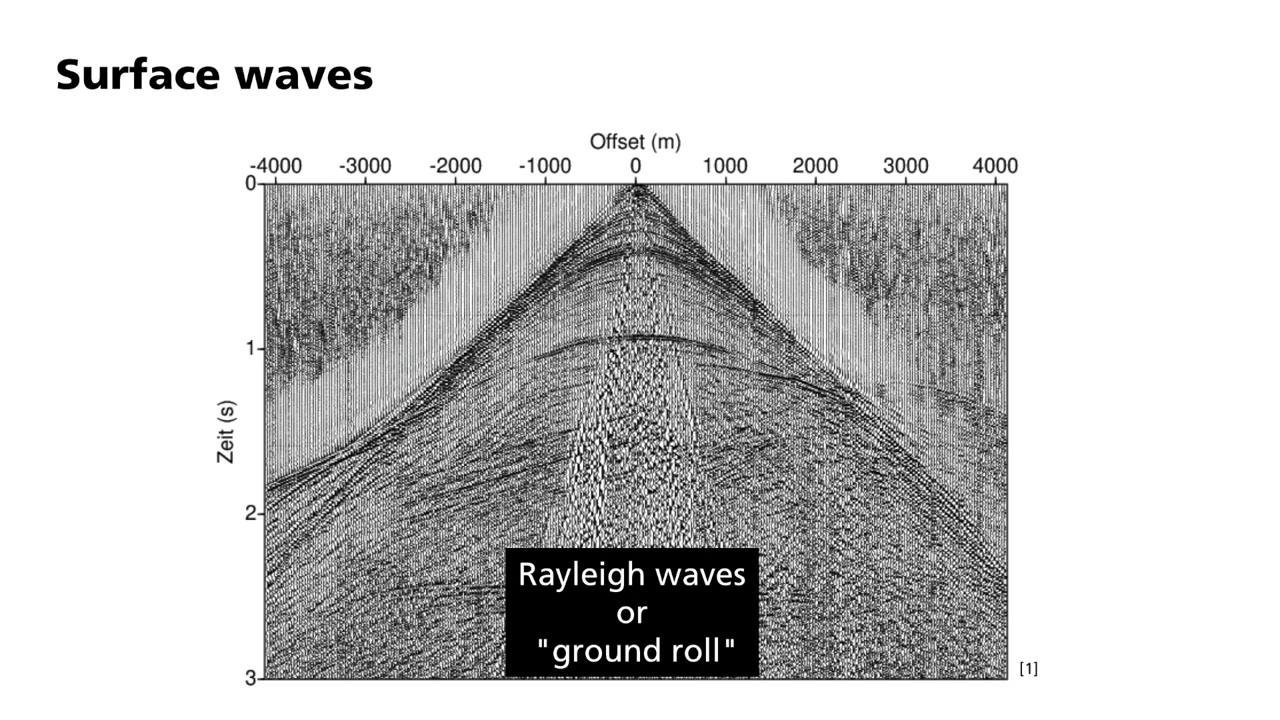 Surface waves
Offset (m)
-4000 -3000 -2000 -1000 0 1000 2000 3000 4000
0
1
Zeit (s)
2
3
Rayleigh waves
or
"ground roll"
[1]